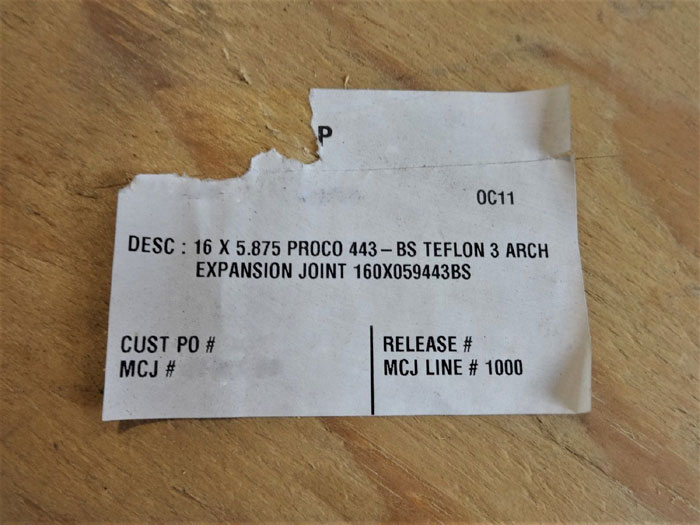 P
OC11
DESC : 16 X 5.875 PROCO 443-BS TEFLON 3 ARCH
EXPANSION JOINT 160X059443BS
CUST PO #
MCJ #
RELEASE #
MCJ LINE # 1000